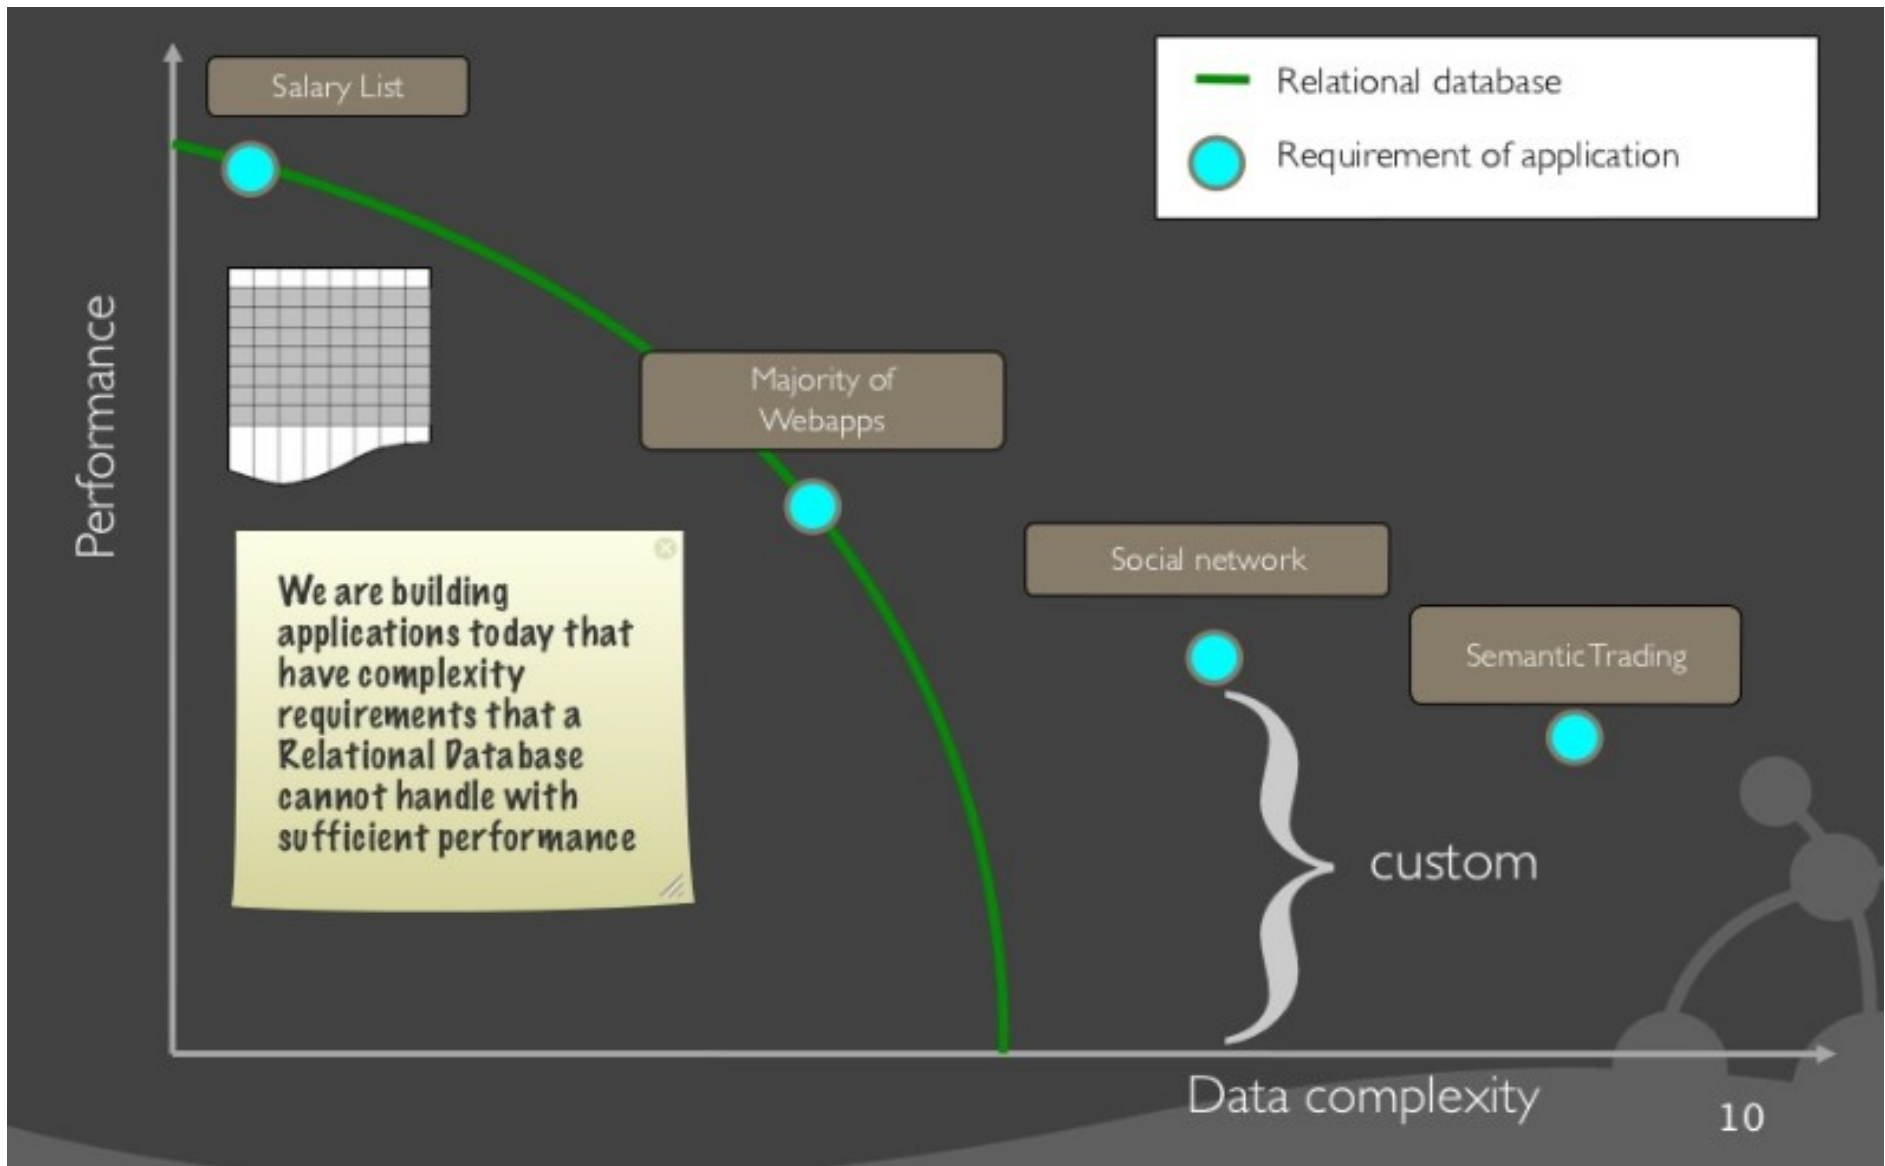 Salary List
Relational database
Requirement of application
Performance
Majority of
Webapps
We are building
applications today that
have complexity
requirements that a
Relational Database
cannot handle with
sufficient performance
Social network
Semantic Trading
custom
Data complexity
10